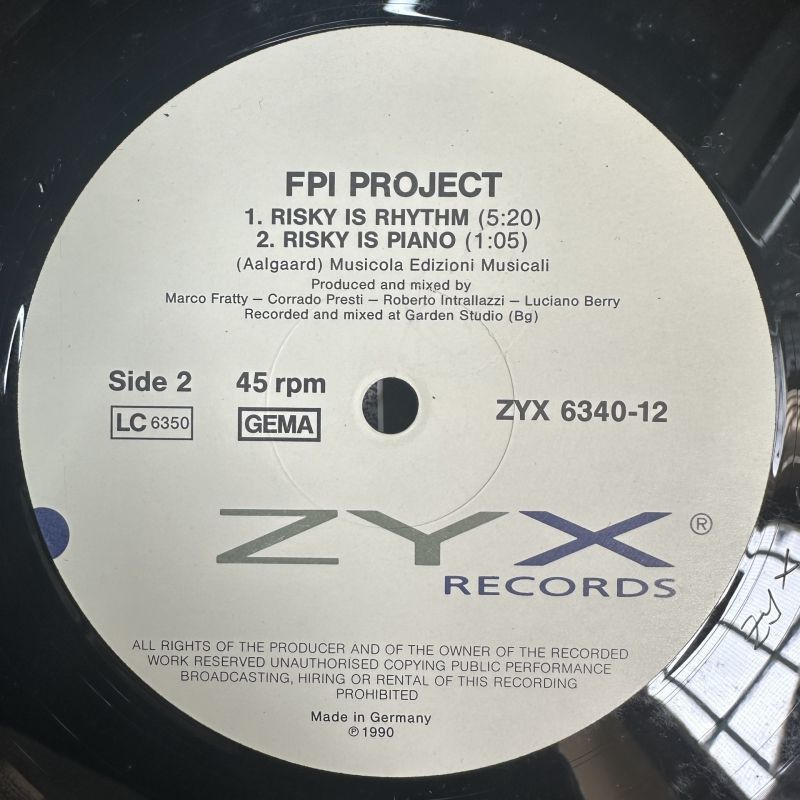 FPI PROJECT
1. RISKY IS RHYTHM (5:20)
2. RISKY IS PIANO (1:05)
(Aalgaard) Musicola Edizioni Musicali
Produced and mixed by
Marco Fratty – Corrado Presti – Roberto Intrallazzi – Luciano Berry
Recorded and mixed at Garden Studio (Bg)
Side 2 45 rpm
LC 6350 GEMA ZYX 6340-12
ZYX ®
RECORDS
ZYX
ALL RIGHTS OF THE PRODUCER AND OF THE OWNER OF THE RECORDED
WORK RESERVED UNAUTHORISED COPYING PUBLIC PERFORMANCE
BROADCASTING, HIRING OR RENTAL OF THIS RECORDING
PROHIBITED
Made in Germany
℗ 1990